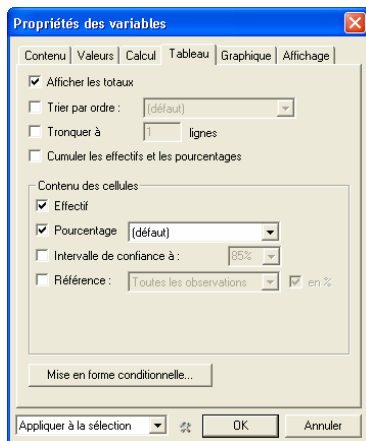 Propriétés des variables
Contenu Valeurs Calcul Tableau Graphique Affichage
Afficher les totaux
Trier par ordre : (défaut)
Tronquer à 1 lignes
Cumuler les effectifs et les pourcentages
Contenu des cellules
Effectif
Pourcentage (défaut)
Intervalle de confiance à : 85%
Référence : Toutes les observations en %
Mise en forme conditionnelle...
Appliquer à la sélection OK Annuler